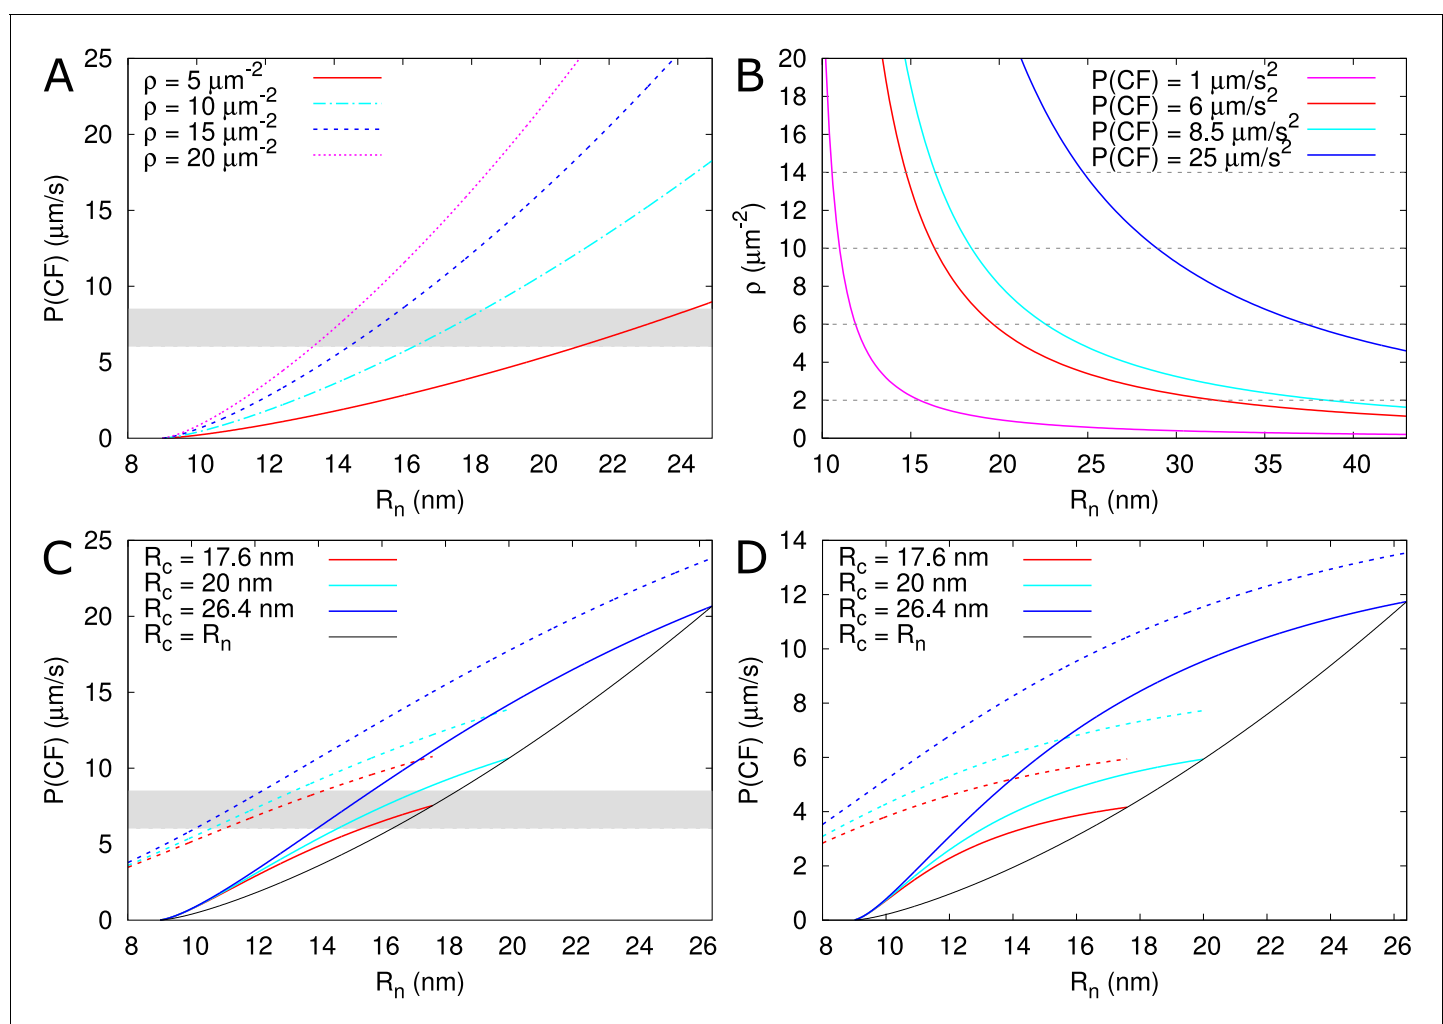 A
ρ = 5 μm-2
ρ = 10 μm-2
ρ = 15 μm-2
ρ = 20 μm-2
P(CF) (μm/s)
25
20
15
10
5
0
8 10 12 14 16 18 20 22 24
Rn (nm)
B
P(CF) = 1 μm/s2
P(CF) = 6 μm/s2
P(CF) = 8.5 μm/s2
P(CF) = 25 μm/s2
ρ (μm-2)
20
18
16
14
12
10
8
6
4
2
0
10 15 20 25 30 35 40
Rn (nm)
C
Rc = 17.6 nm
Rc = 20 nm
Rc = 26.4 nm
Rc = Rn
P(CF) (μm/s)
25
20
15
10
5
0
8 10 12 14 16 18 20 22 24 26
Rn (nm)
D
Rc = 17.6 nm
Rc = 20 nm
Rc = 26.4 nm
Rc = Rn
P(CF) (μm/s)
14
12
10
8
6
4
2
0
8 10 12 14 16 18 20 22 24 26
Rn (nm)